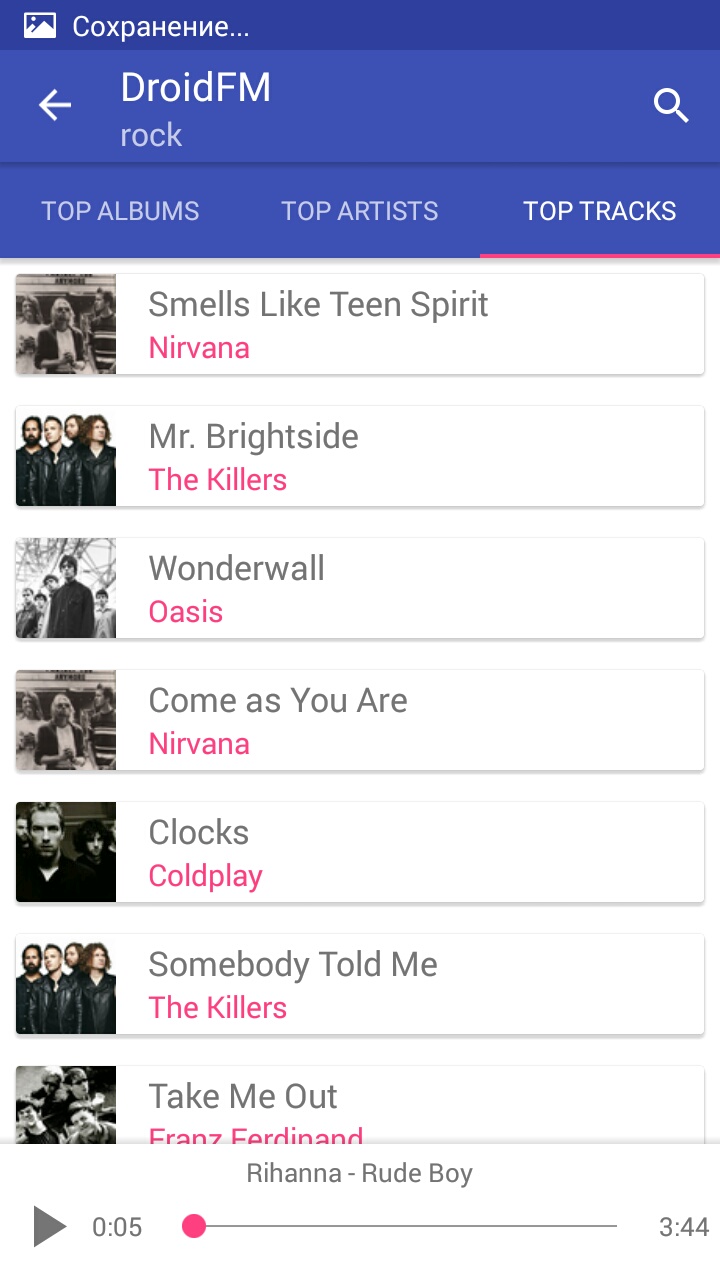 Сохранение...
DroidFM
rock
TOP ALBUMS
TOP ARTISTS
TOP TRACKS
Smells Like Teen Spirit
Nirvana
Mr. Brightside
The Killers
Wonderwall
Oasis
Come as You Are
Nirvana
Clocks
Coldplay
Somebody Told Me
The Killers
Take Me Out
Franz Ferdinand
Rihanna - Rude Boy
0:05
3:44